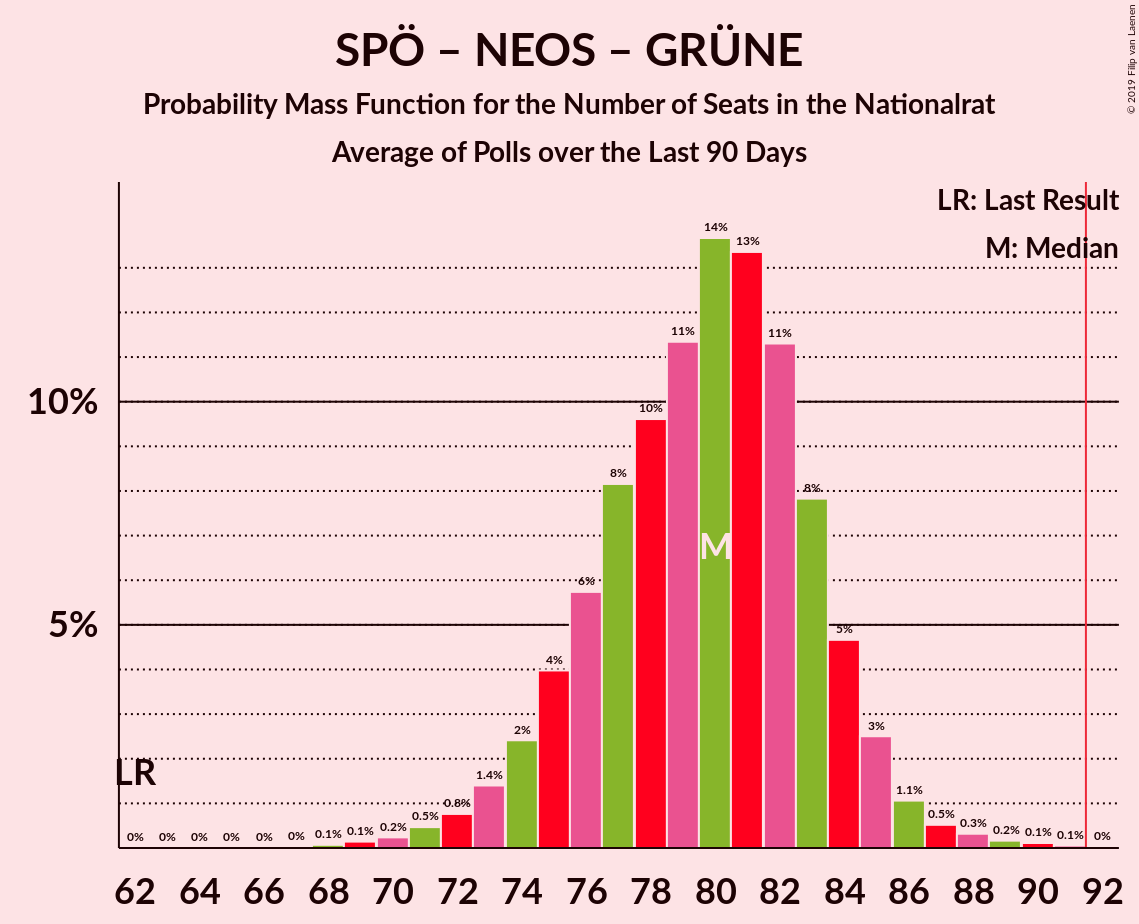 SPÖ – NEOS – GRÜNE
Probability Mass Function for the Number of Seats in the Nationalrat
Average of Polls over the Last 90 Days
© 2019 Filip van Laenen
LR: Last Result
M: Median
14%
13%
11%
11%
10%
10%
8%
8%
M
6%
5%
5%
4%
3%
2%
LR
1.4%
1.1%
0.8%
0.5%
0.5%
0.3%
0% 0% 0% 0% 0% 0% 0.1% 0.1% 0.2% 0.2% 0.1% 0.1% 0%
62 64 66 68 70 72 74 76 78 80 82 84 86 88 90 92